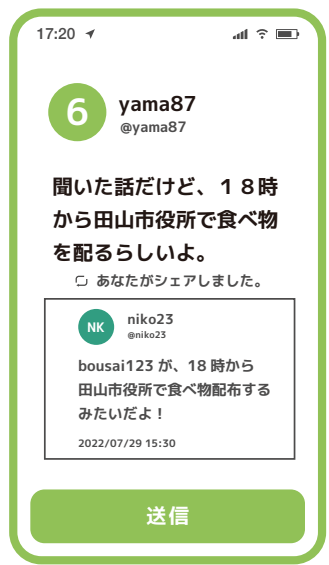 17:20
6
yama87
@yama87
聞いた話だけど、１８時
から田山市役所で食べ物
を配るらしいよ。
あなたがシェアしました。
NK
niko23
@niko23
bousai123 が、18 時から
田山市役所で食べ物配布する
みたいだよ！
2022/07/29 15:30
送信